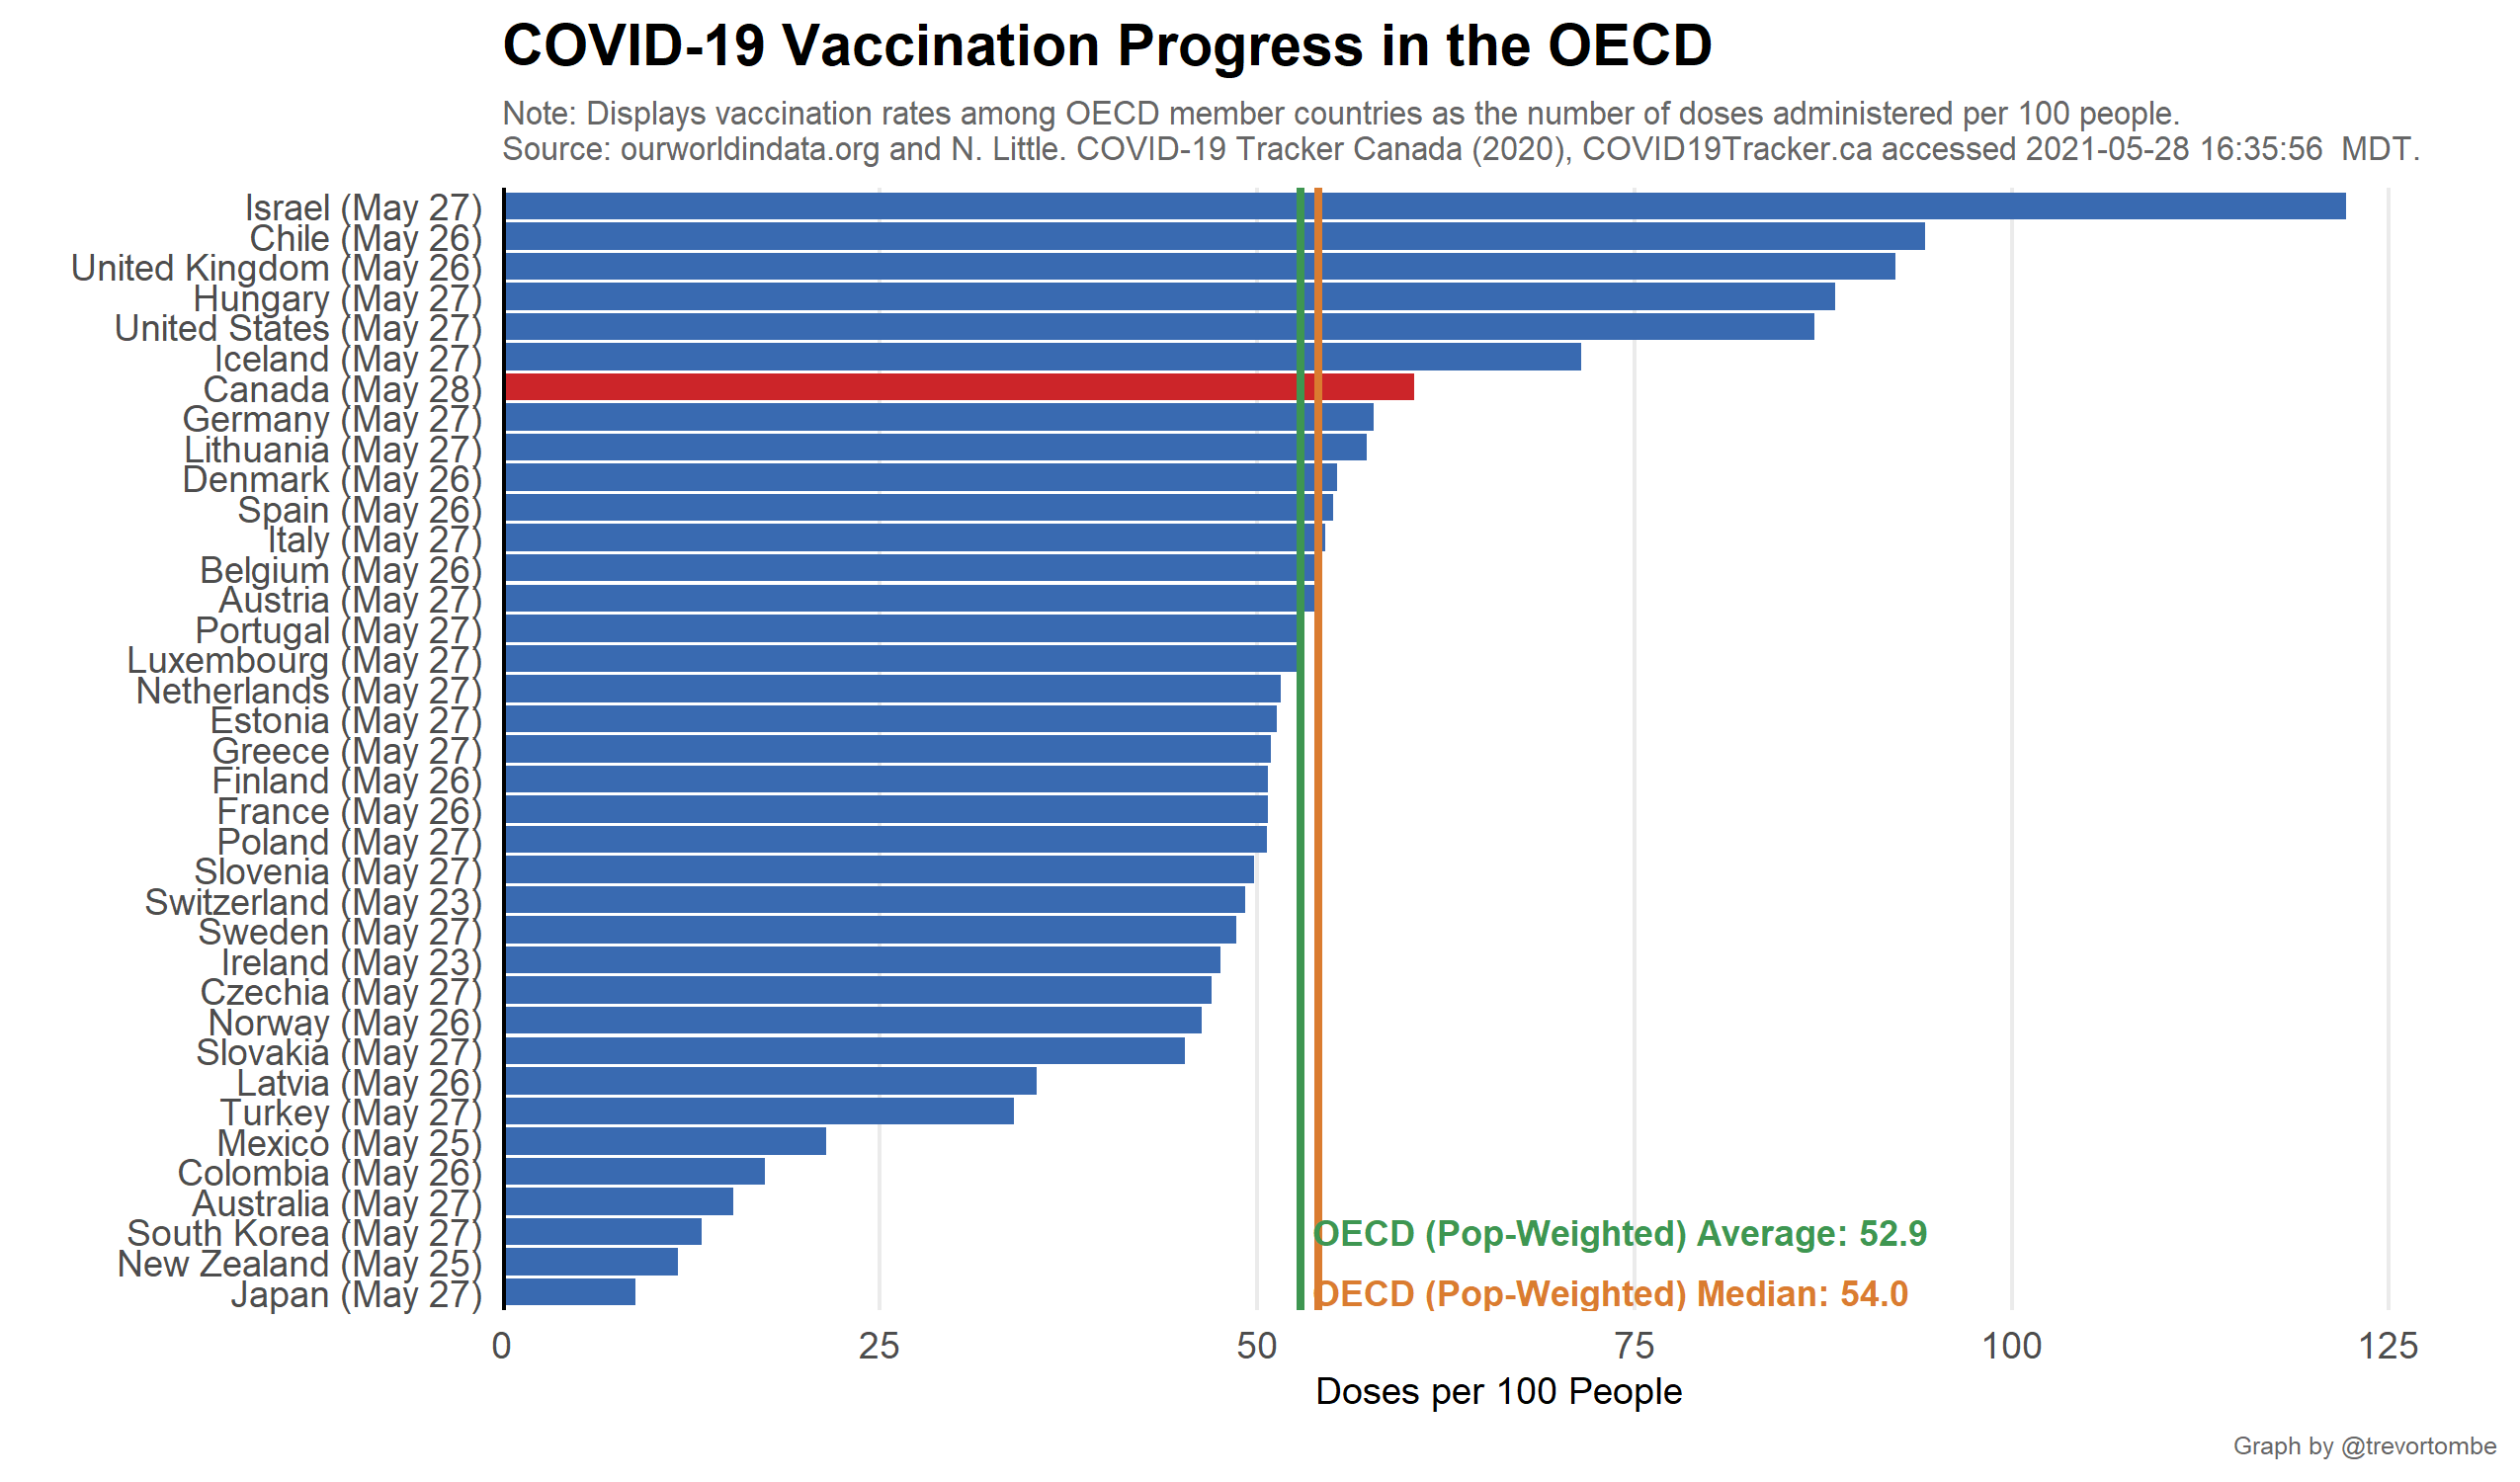 COVID-19 Vaccination Progress in the OECD
Note: Displays vaccination rates among OECD member countries as the number of doses administered per 100 people.
Source: ourworldindata.org and N. Little. COVID-19 Tracker Canada (2020), COVID19Tracker.ca accessed 2021-05-28 16:35:56  MDT.
Israel (May 27)
Chile (May 26)
United Kingdom (May 26)
Hungary (May 27)
United States (May 27)
Iceland (May 27)
Canada (May 28)
Germany (May 27)
Lithuania (May 27)
Denmark (May 26)
Spain (May 26)
Italy (May 27)
Belgium (May 26)
Austria (May 27)
Portugal (May 27)
Luxembourg (May 27)
Netherlands (May 27)
Estonia (May 27)
Greece (May 27)
Finland (May 26)
France (May 26)
Poland (May 27)
Slovenia (May 27)
Switzerland (May 23)
Sweden (May 27)
Ireland (May 23)
Czechia (May 27)
Norway (May 26)
Slovakia (May 27)
Latvia (May 26)
Turkey (May 27)
Mexico (May 25)
Colombia (May 26)
Australia (May 27)
South Korea (May 27)
OECD (Pop-Weighted) Average: 52.9
New Zealand (May 25)
Japan (May 27)
OECD (Pop-Weighted) Median: 54.0
0 25 50 75 100 125
Doses per 100 People
Graph by @trevortombe